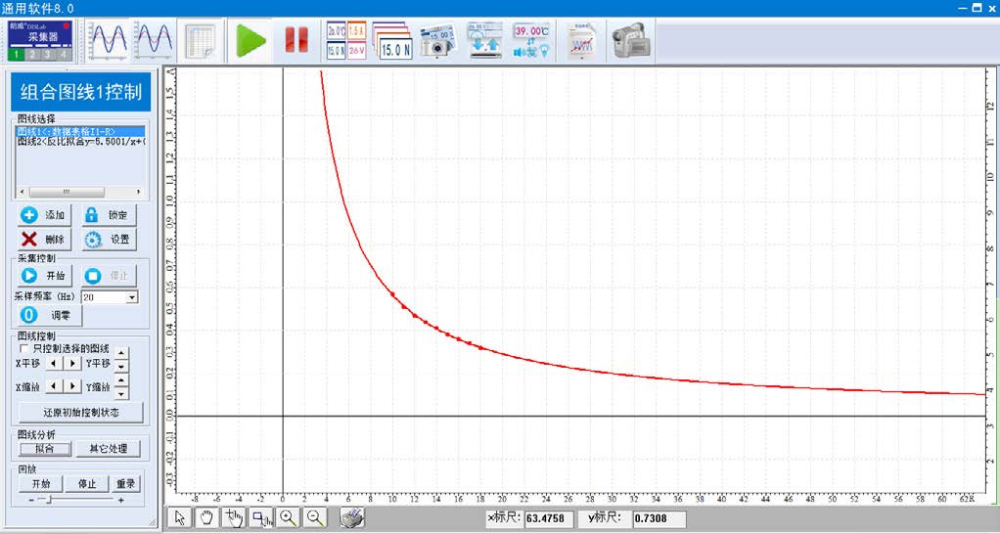 通用软件8.0
朗威®DISLab
采集器
1 2 3 4
20.0℃ 1.5A
15.0N 26V
15.0 N
39.00℃
组合图线1控制
图线选择
图线1<:数据表格I1-R>
图线2<反比拟合y=5.5001/x+(
添加
锁定
删除
设置
采集控制
开始
停止
采样频率 (Hz)
20
调零
图线控制
只控制选择的图线
X平移
Y平移
X缩放
Y缩放
还原初始控制状态
图线分析
拟合
其它处理
回放
开始
停止
重录
- +
A
1.5
1.4
1.3
1.2
1.1
1.0
0.9
0.8
0.7
0.6
0.5
0.4
0.3
0.2
0.1
0.0
-0.1
-0.2
-0.3
12
11
10
9
8
7
6
5
4
3
2
-8 -6 -4 -2 0 2 4 6 8 10 12 14 16 18 20 22 24 26 28 30 32 34 36 38 40 42 44 46 48 50 52 54 56 58 60 62
x标尺:
63.4758
y标尺:
0.7308